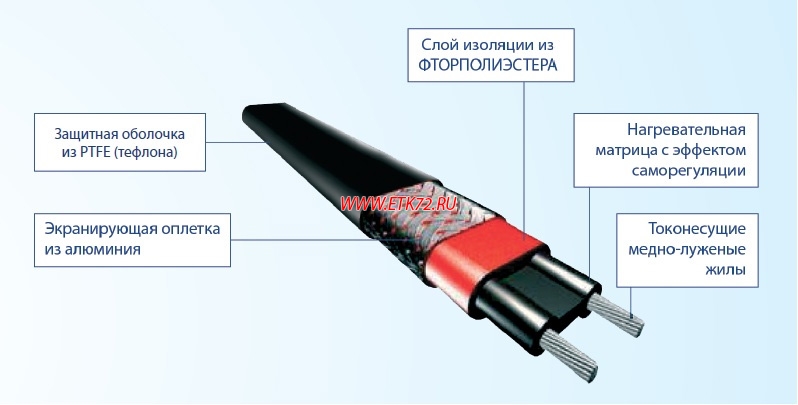 Слой изоляции из
ФТОРПОЛИЭСТЕРА
Защитная оболочка
из PTFE (тефлона)
Нагревательная
матрица с эффектом
саморегуляции
WWW.ETK72.RU
Экранирующая оплетка
из алюминия
Токонесущие
медно-луженые
жилы